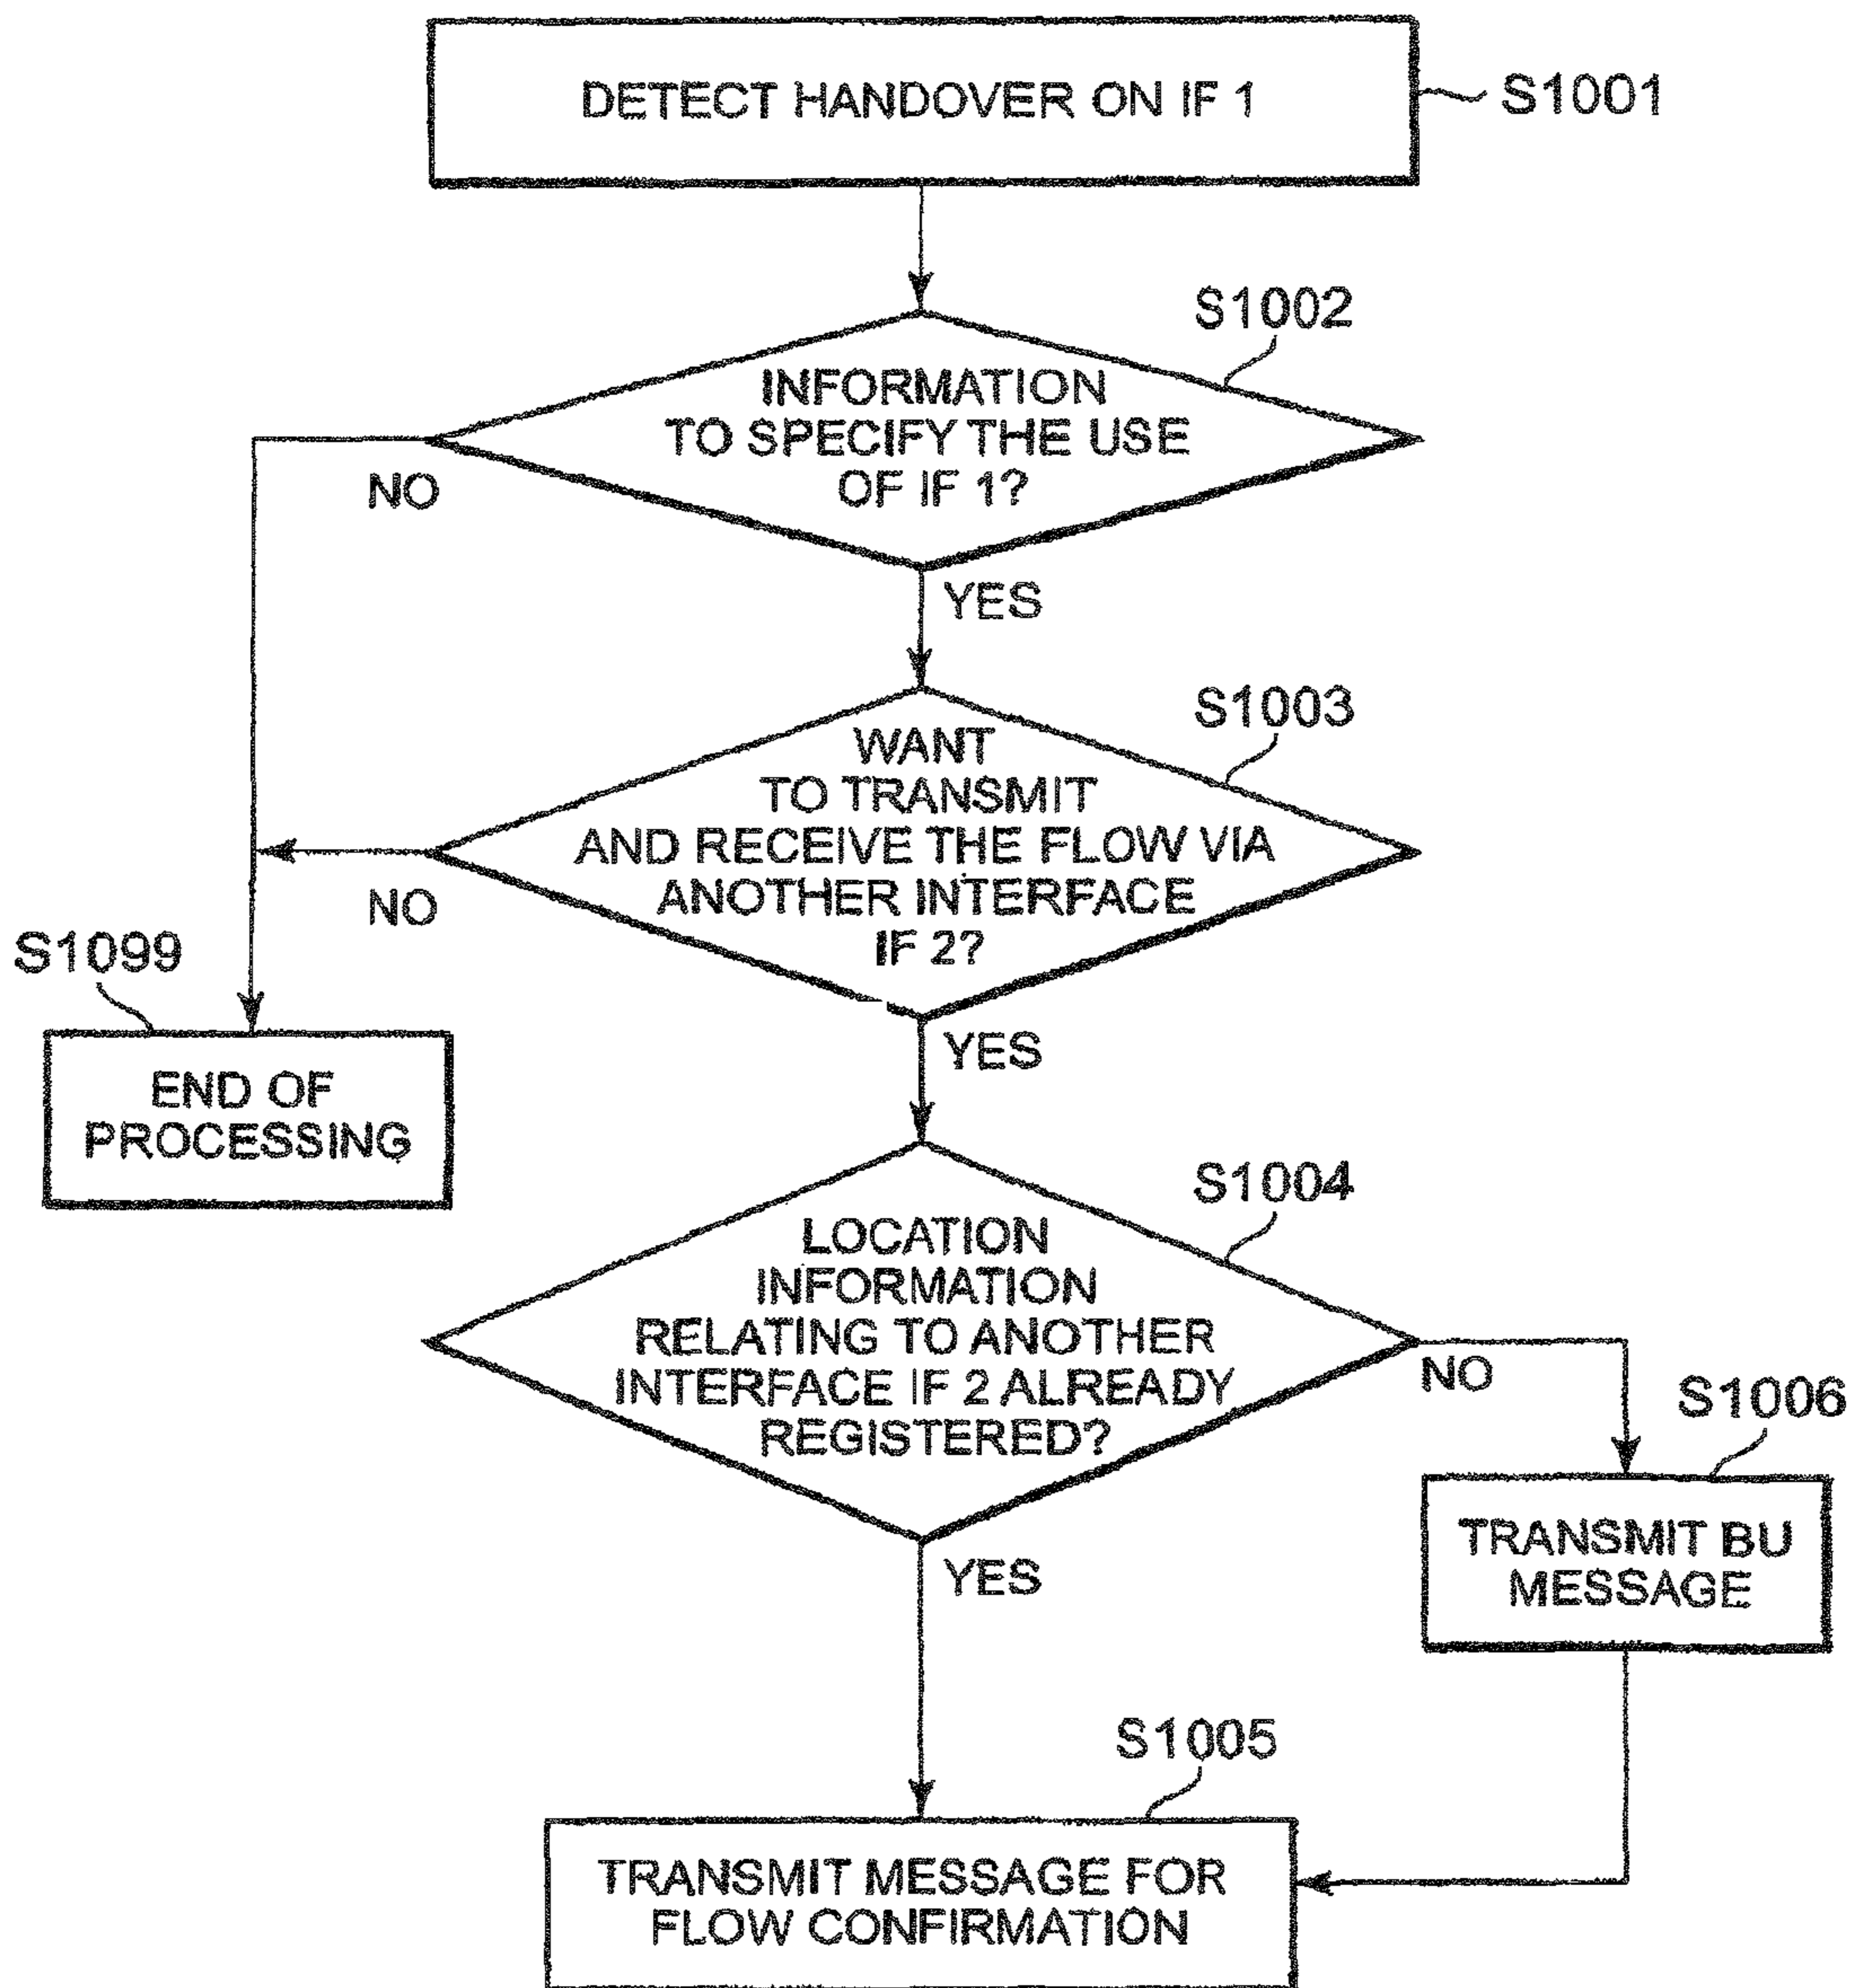 DETECT HANDOVER ON IF 1
S1001
S1002
INFORMATION
TO SPECIFY THE USE
OF IF 1?
NO
YES
S1003
WANT
TO TRANSMIT
AND RECEIVE THE FLOW VIA
ANOTHER INTERFACE
IF 2?
NO
S1099
YES
END OF
PROCESSING
S1004
LOCATION
INFORMATION
RELATING TO ANOTHER
INTERFACE IF 2 ALREADY
REGISTERED?
NO
S1006
YES
TRANSMIT BU
MESSAGE
S1005
TRANSMIT MESSAGE FOR
FLOW CONFIRMATION